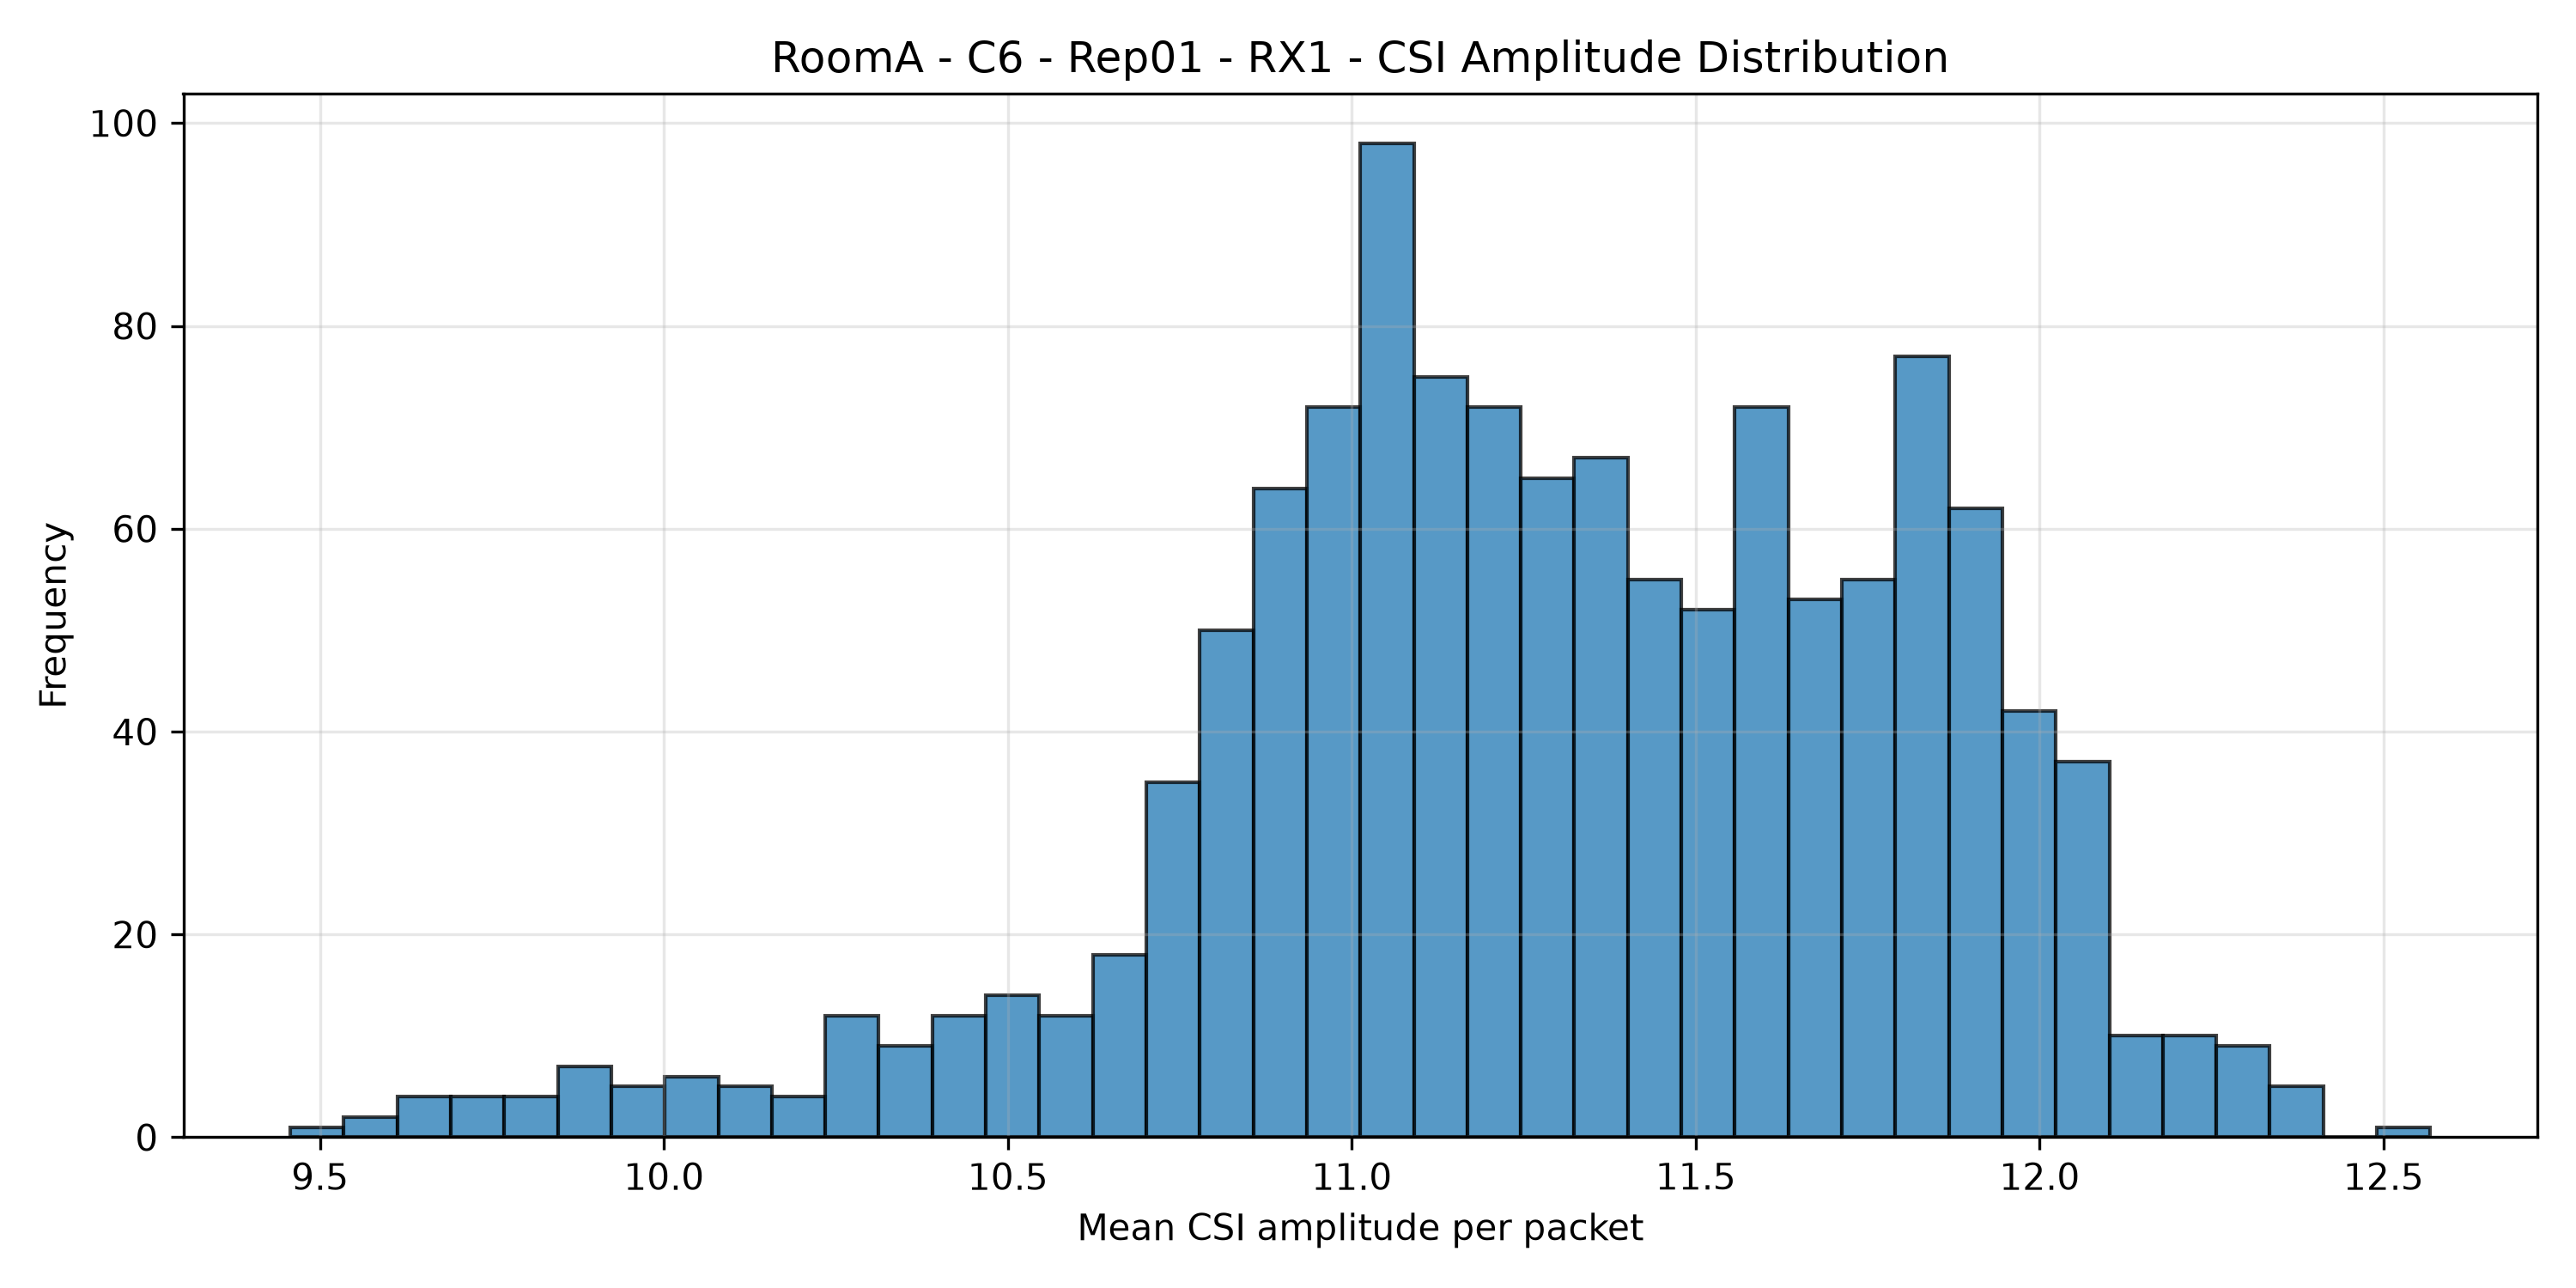 RoomA - C6 - Rep01 - RX1 - CSI Amplitude Distribution
100
80
60
40
20
0
Frequency
9.5 10.0 10.5 11.0 11.5 12.0 12.5
Mean CSI amplitude per packet